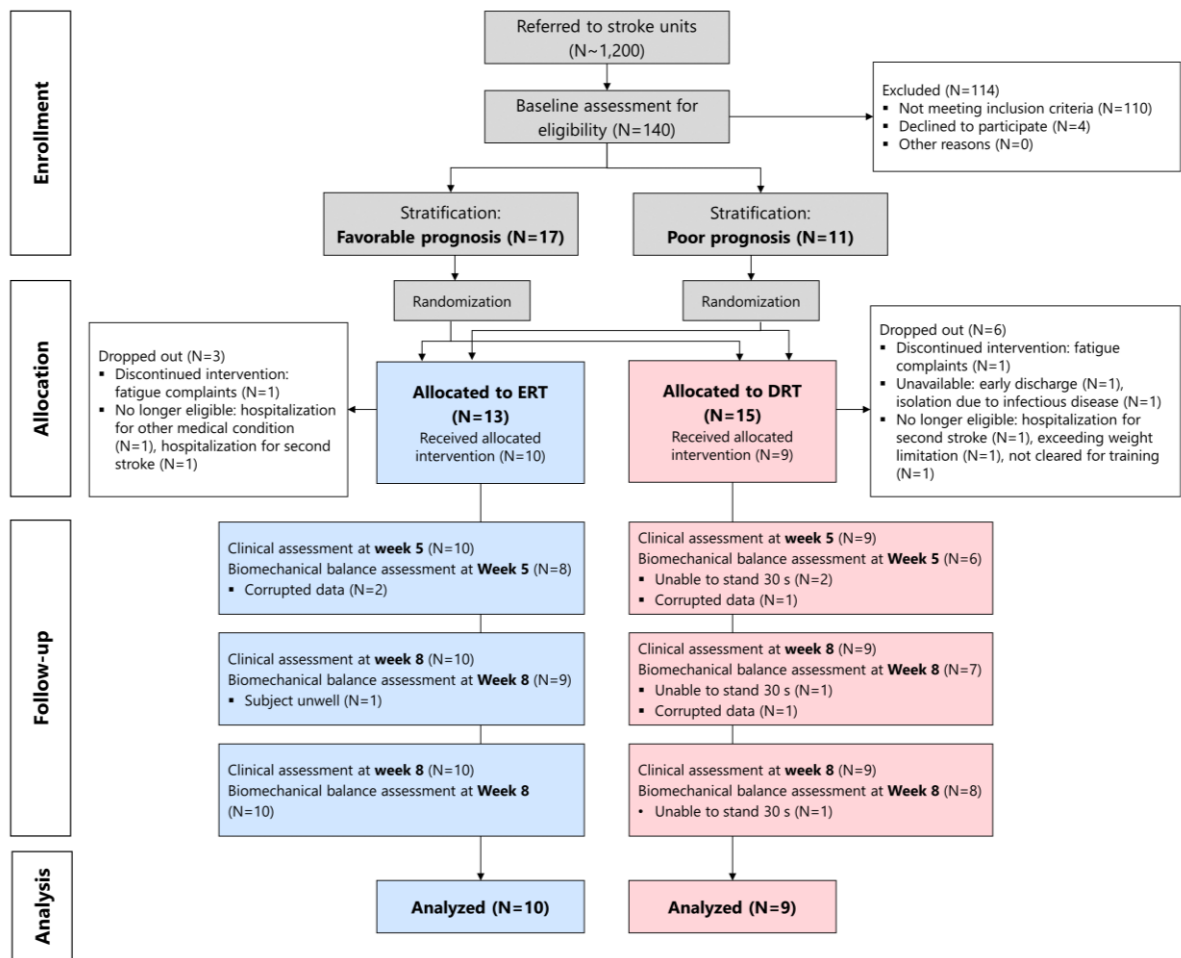 Enrollment
Referred to stroke units
(N~1,200)
Baseline assessment for
eligibility (N=140)
Excluded (N=114)
▪ Not meeting inclusion criteria (N=110)
▪ Declined to participate (N=4)
▪ Other reasons (N=0)
Stratification:
Favorable prognosis (N=17)
Stratification:
Poor prognosis (N=11)
Allocation
Randomization
Randomization
Dropped out (N=3)
▪ Discontinued intervention:
fatigue complaints (N=1)
▪ No longer eligible: hospitalization
for other medical condition
(N=1), hospitalization for second
stroke (N=1)
Allocated to ERT
(N=13)
Received allocated
intervention (N=10)
Allocated to DRT
(N=15)
Received allocated
intervention (N=9)
Dropped out (N=6)
▪ Discontinued intervention: fatigue
complaints (N=1)
▪ Unavailable: early discharge (N=1),
isolation due to infectious disease (N=1)
▪ No longer eligible: hospitalization for
second stroke (N=1), exceeding weight
limitation (N=1), not cleared for training
(N=1)
Follow-up
Clinical assessment at week 5 (N=10)
Biomechanical balance assessment at Week 5 (N=8)
▪ Corrupted data (N=2)
Clinical assessment at week 5 (N=9)
Biomechanical balance assessment at Week 5 (N=6)
▪ Unable to stand 30 s (N=2)
▪ Corrupted data (N=1)
Clinical assessment at week 8 (N=10)
Biomechanical balance assessment at Week 8 (N=9)
▪ Subject unwell (N=1)
Clinical assessment at week 8 (N=9)
Biomechanical balance assessment at Week 8 (N=7)
▪ Unable to stand 30 s (N=1)
▪ Corrupted data (N=1)
Clinical assessment at week 8 (N=10)
Biomechanical balance assessment at Week 8
(N=10)
Clinical assessment at week 8 (N=9)
Biomechanical balance assessment at Week 8 (N=8)
• Unable to stand 30 s (N=1)
Analysis
Analyzed (N=10)
Analyzed (N=9)